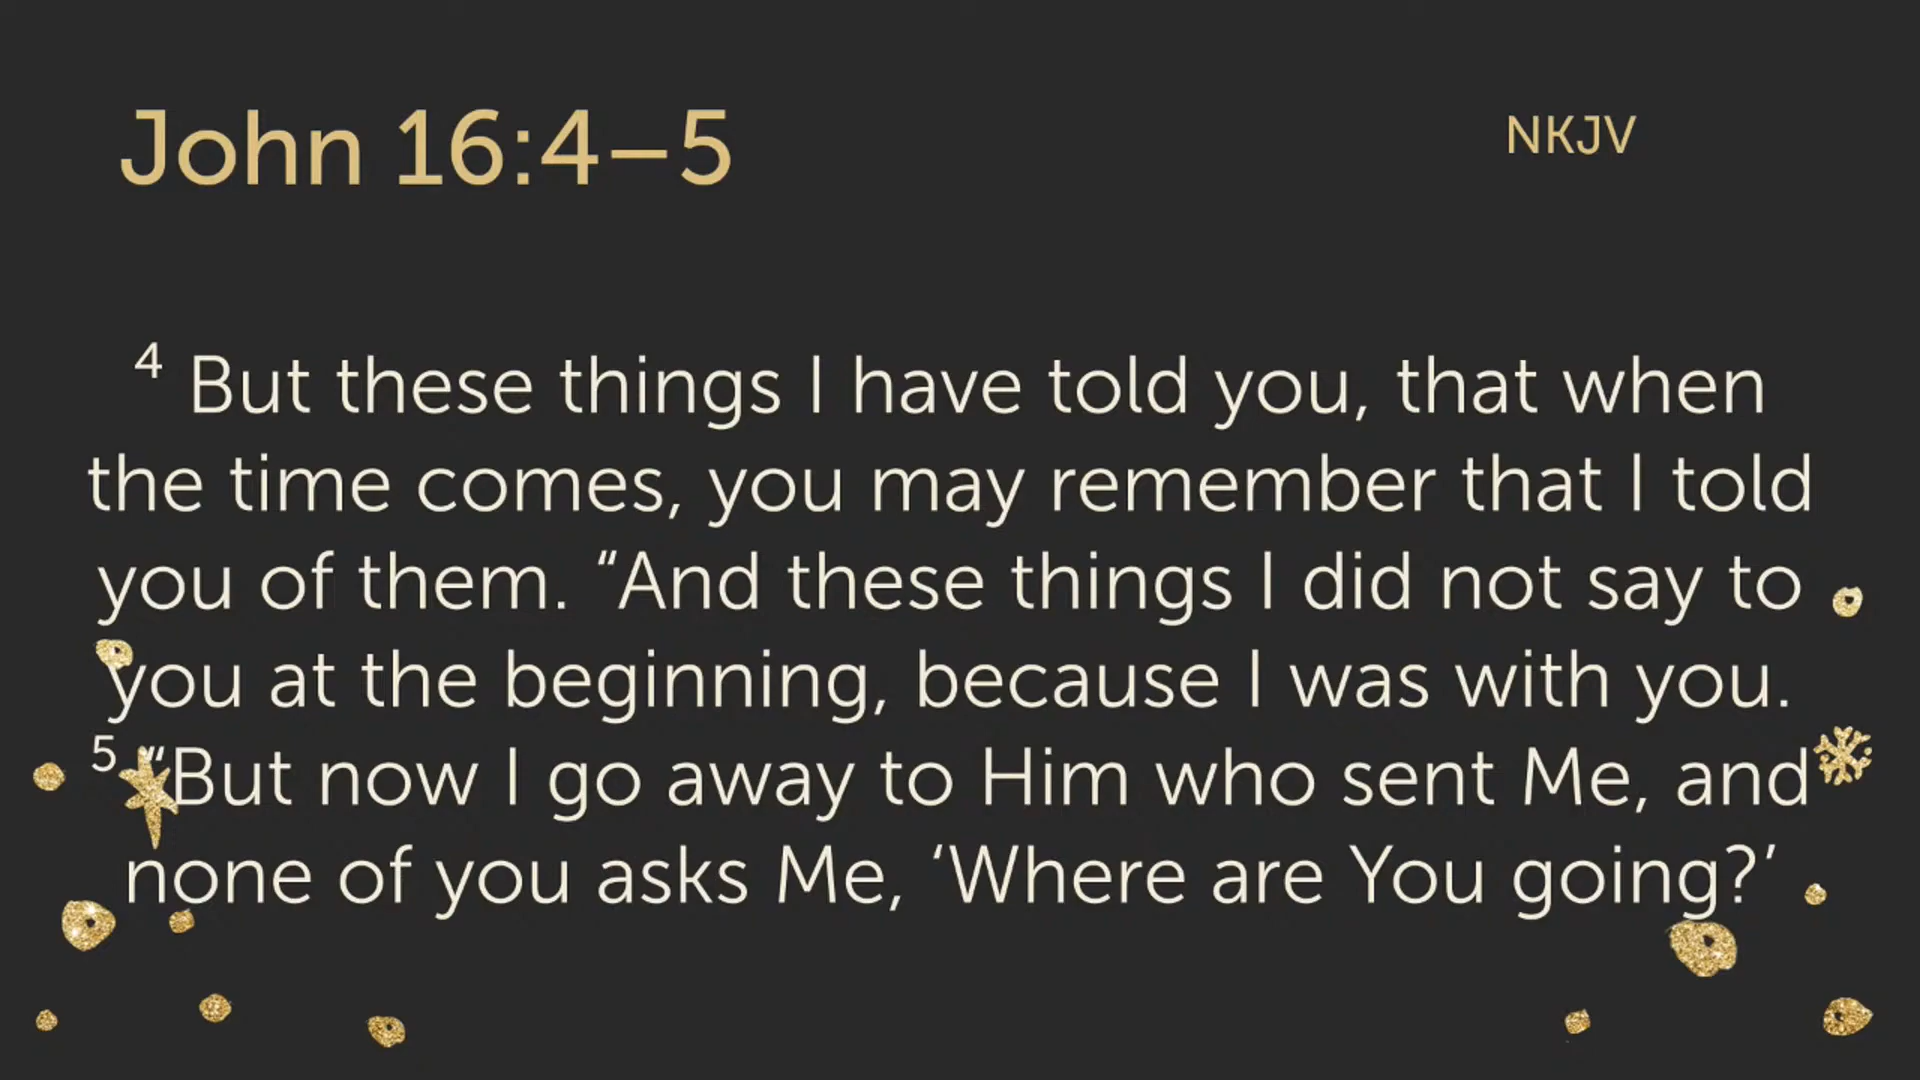 John 16:4–5
NKJV
4 But these things I have told you, that when
the time comes, you may remember that I told
you of them. “And these things I did not say to
you at the beginning, because I was with you.
5 “But now I go away to Him who sent Me, and
none of you asks Me, ‘Where are You going?’